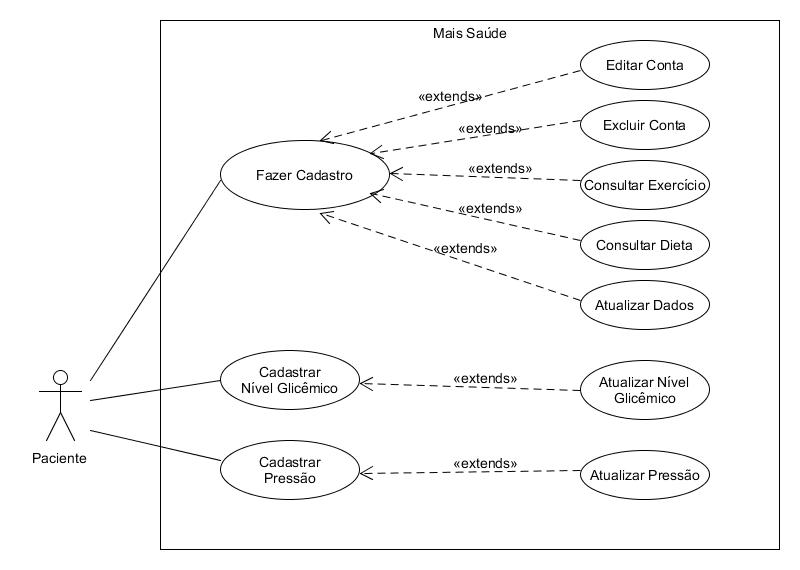 Mais Saúde
Editar Conta
«extends»
Excluir Conta
«extends»
Fazer Cadastro
«extends»
Consultar Exercício
«extends»
Consultar Dieta
«extends»
Atualizar Dados
Cadastrar
Nível Glicêmico
«extends»
Atualizar Nível
Glicêmico
Paciente
Cadastrar
Pressão
«extends»
Atualizar Pressão